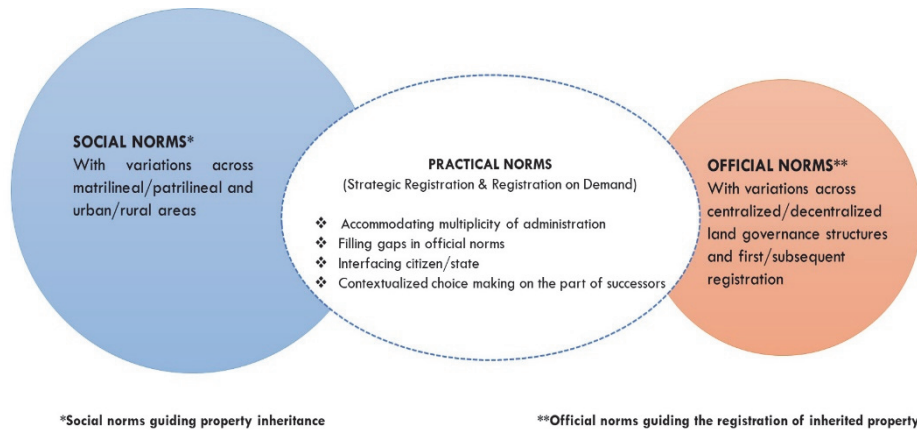 SOCIAL NORMS*
With variations across
matrilineal/patrilineal and
urban/rural areas
PRACTICAL NORMS
(Strategic Registration & Registration on Demand)
❖ Accommodating multiplicity of administration
❖ Filling gaps in official norms
❖ Interfacing citizen/state
❖ Contextualized choice making on the part of successors
OFFICIAL NORMS**
With variations across
centralized/decentralized
land governance structures
and first/subsequent
registration
*Social norms guiding property inheritance
**Official norms guiding the registration of inherited property